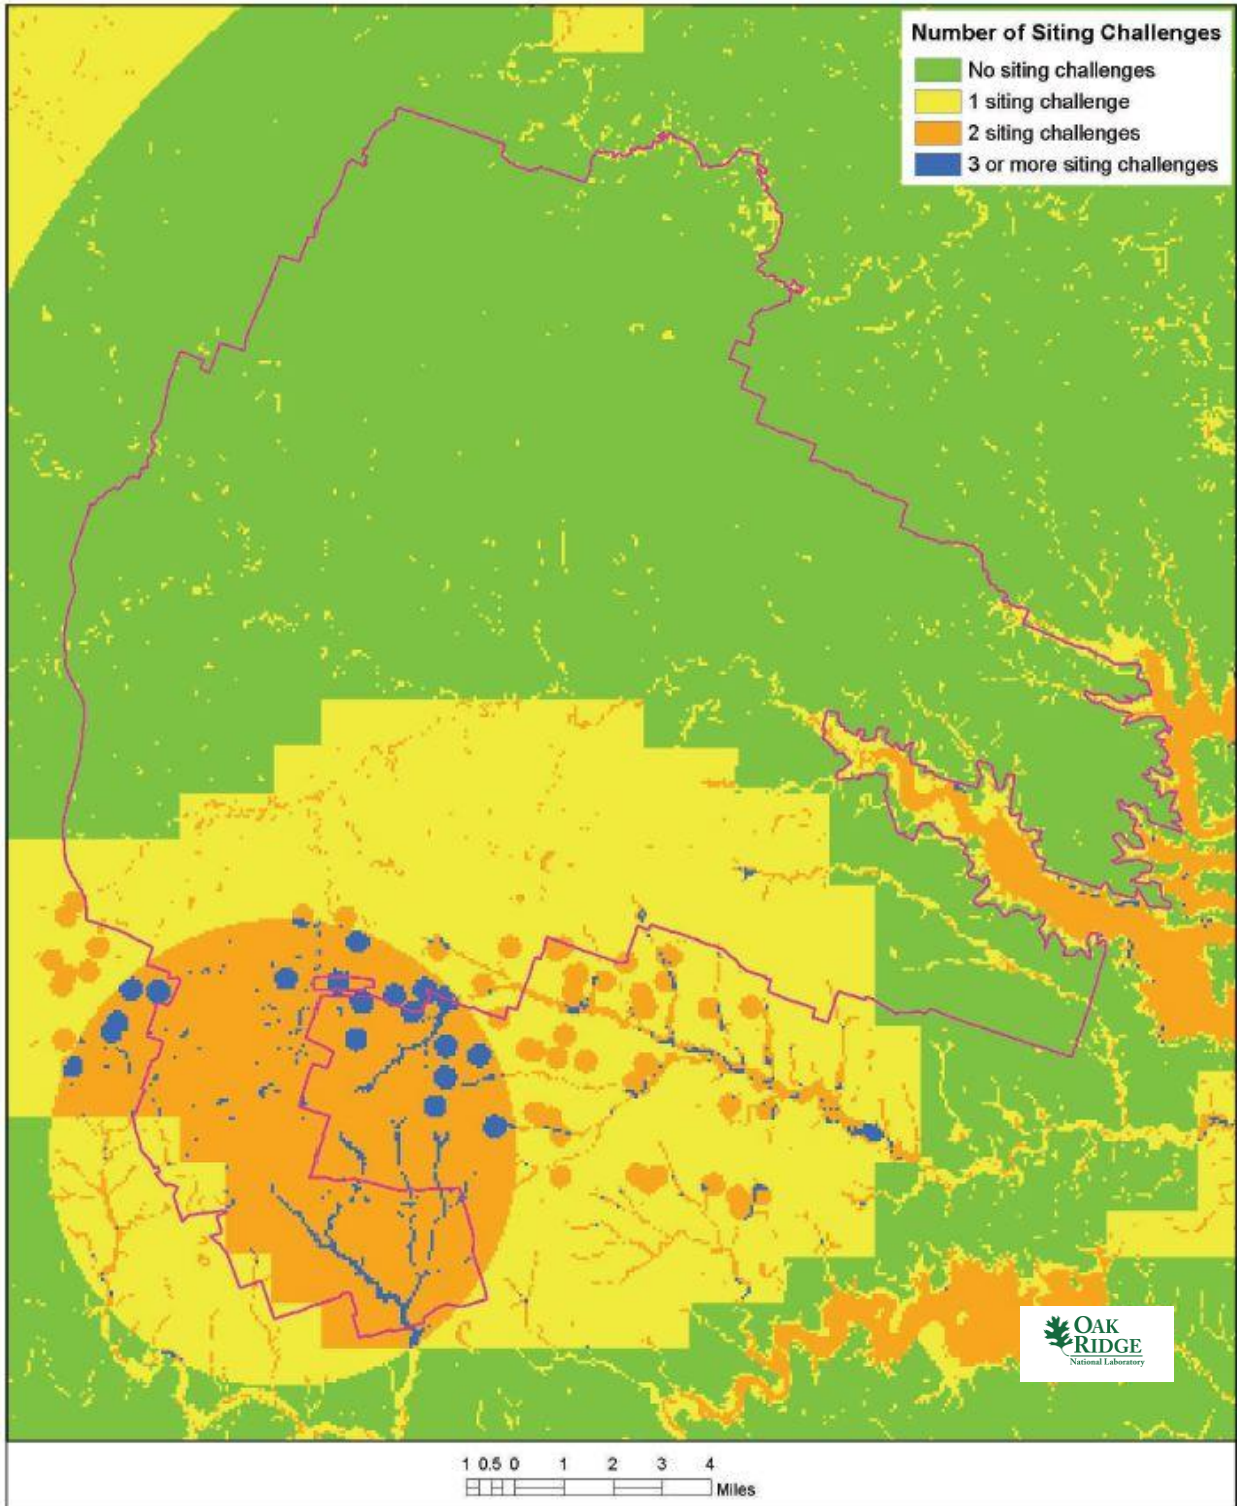 Number of Siting Challenges
No siting challenges
1 siting challenge
2 siting challenges
3 or more siting challenges
OAK
RIDGE
National Laboratory
1 0.5 0 1 2 3 4
Miles